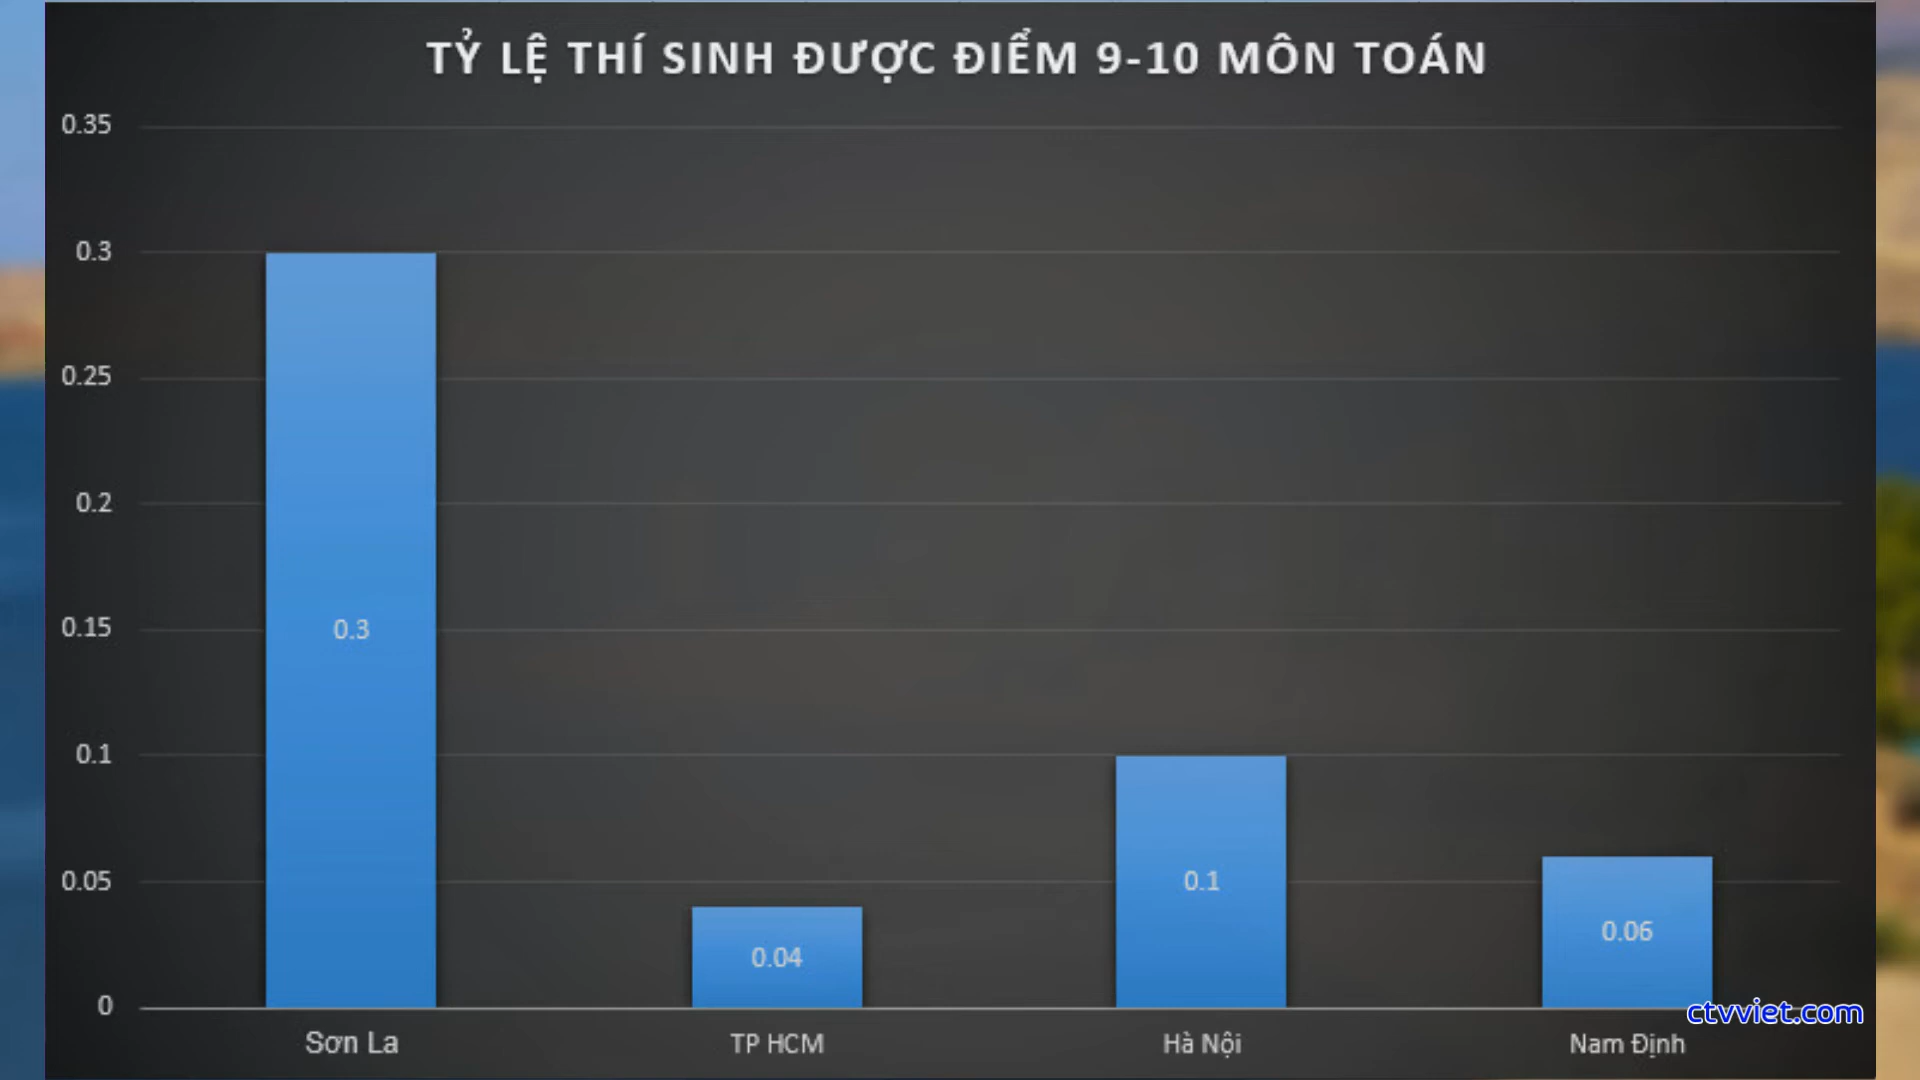 TỶ LỆ THÍ SINH ĐƯỢC ĐIỂM 9-10 MÔN TOÁN
0.35
0.3
0.25
0.2
0.15
0.1
0.05
0
0.3
0.04
0.1
0.06
Sơn La
TP HCM
Hà Nội
Nam Định
ctvviet.com